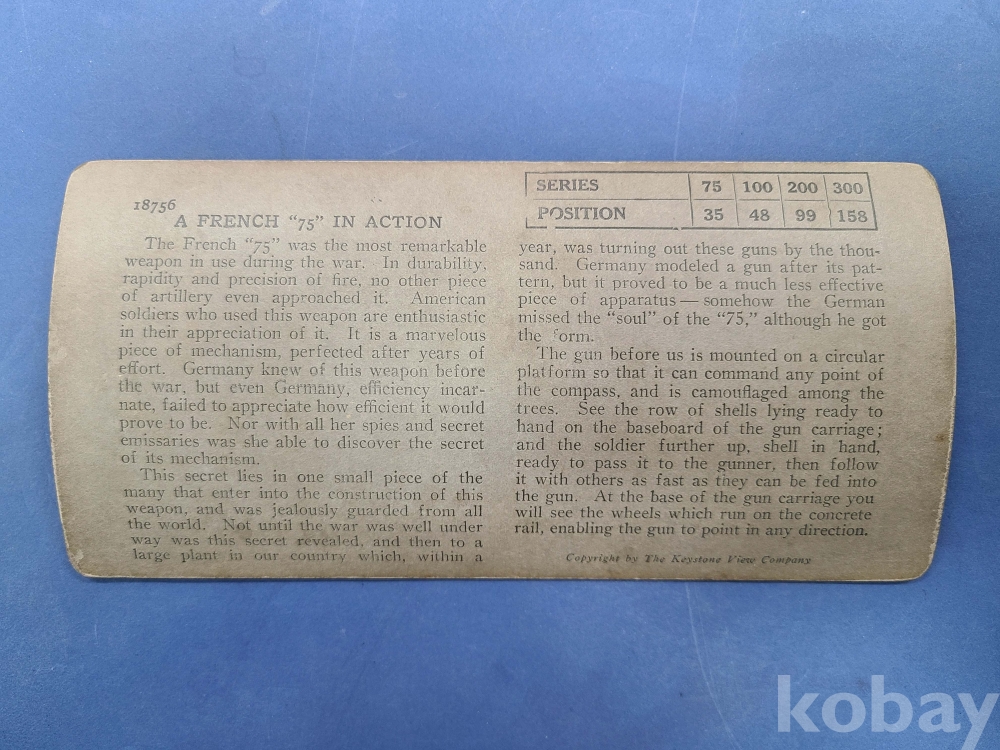 18756
A FRENCH "75" IN ACTION
The French "75" was the most remarkable
weapon in use during the war. In durability,
rapidity and precision of fire, no other piece
of artillery even approached it. American
soldiers who used this weapon are enthusiastic
in their appreciation of it. It is a marvelous
piece of mechanism, perfected after years of
effort. Germany knew of this weapon before
the war, but even Germany, efficiency incar-
nate, failed to appreciate how efficient it would
prove to be. Nor with all her spies and secret
emissaries was she able to discover the secret
of its mechanism.
This secret lies in one small piece of the
many that enter into the construction of this
weapon, and was jealously guarded from all
the world. Not until the war was well under
way was this secret revealed, and then to a
large plant in our country which, within a
SERIES 75 100 200 300
POSITION 35 48 99 158
year, was turning out these guns by the thou-
sand. Germany modeled a gun after its pat-
tern, but it proved to be a much less effective
piece of apparatus — somehow the German
missed the "soul" of the "75," although he got
the form.
The gun before us is mounted on a circular
platform so that it can command any point of
the compass, and is camouflaged among the
trees. See the row of shells lying ready to
hand on the baseboard of the gun carriage;
and the soldier further up, shell in hand,
ready to pass it to the gunner, then follow
it with others as fast as they can be fed into
the gun. At the base of the gun carriage you
will see the wheels which run on the concrete
rail, enabling the gun to point in any direction.
Copyright by The Keystone View Company
kobay